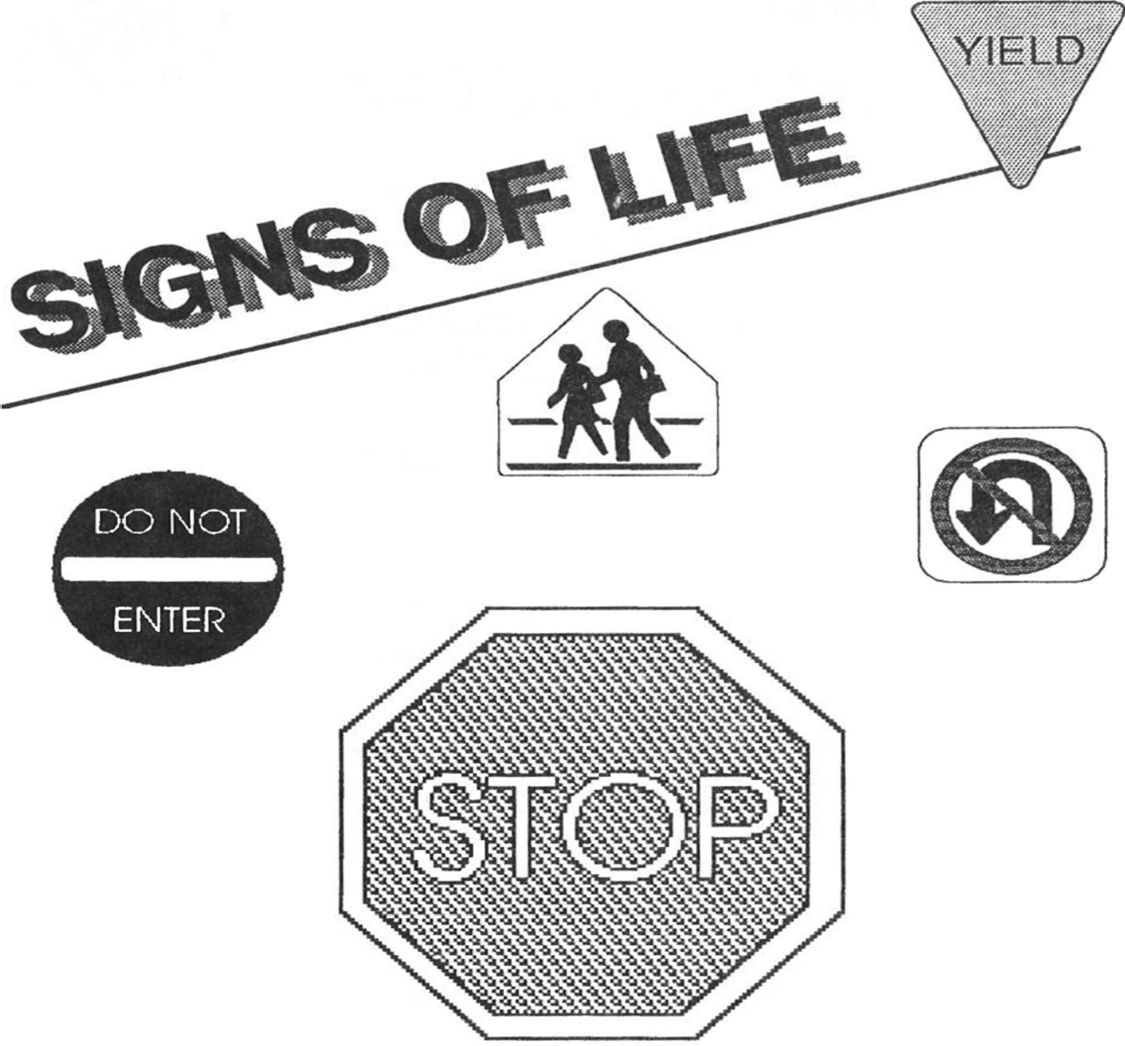 YIELD
SIGNS OF LIFE
DO NOT
ENTER
STOP